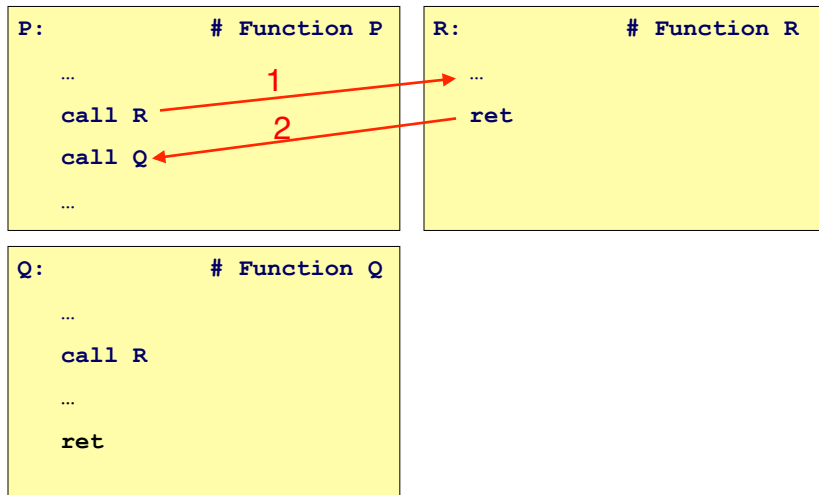 P: # Function P
…
call R
call Q
…
1
2
R: # Function R
…
ret
Q: # Function Q
…
call R
…
ret